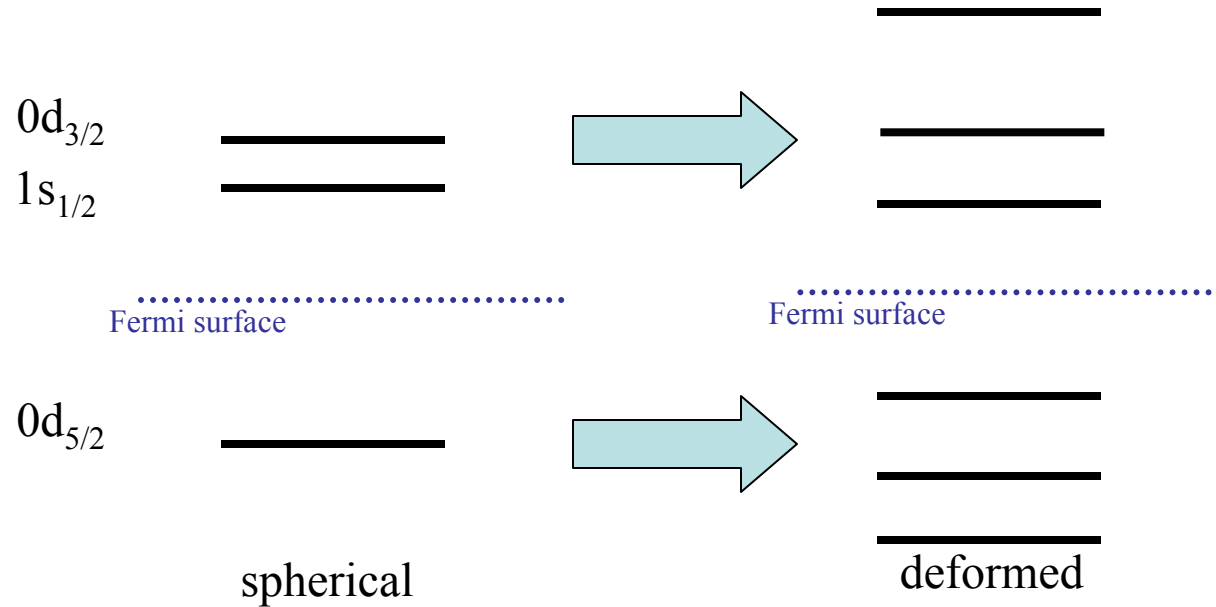 0d3/2
1s1/2
Fermi surface
Fermi surface
0d5/2
spherical
deformed